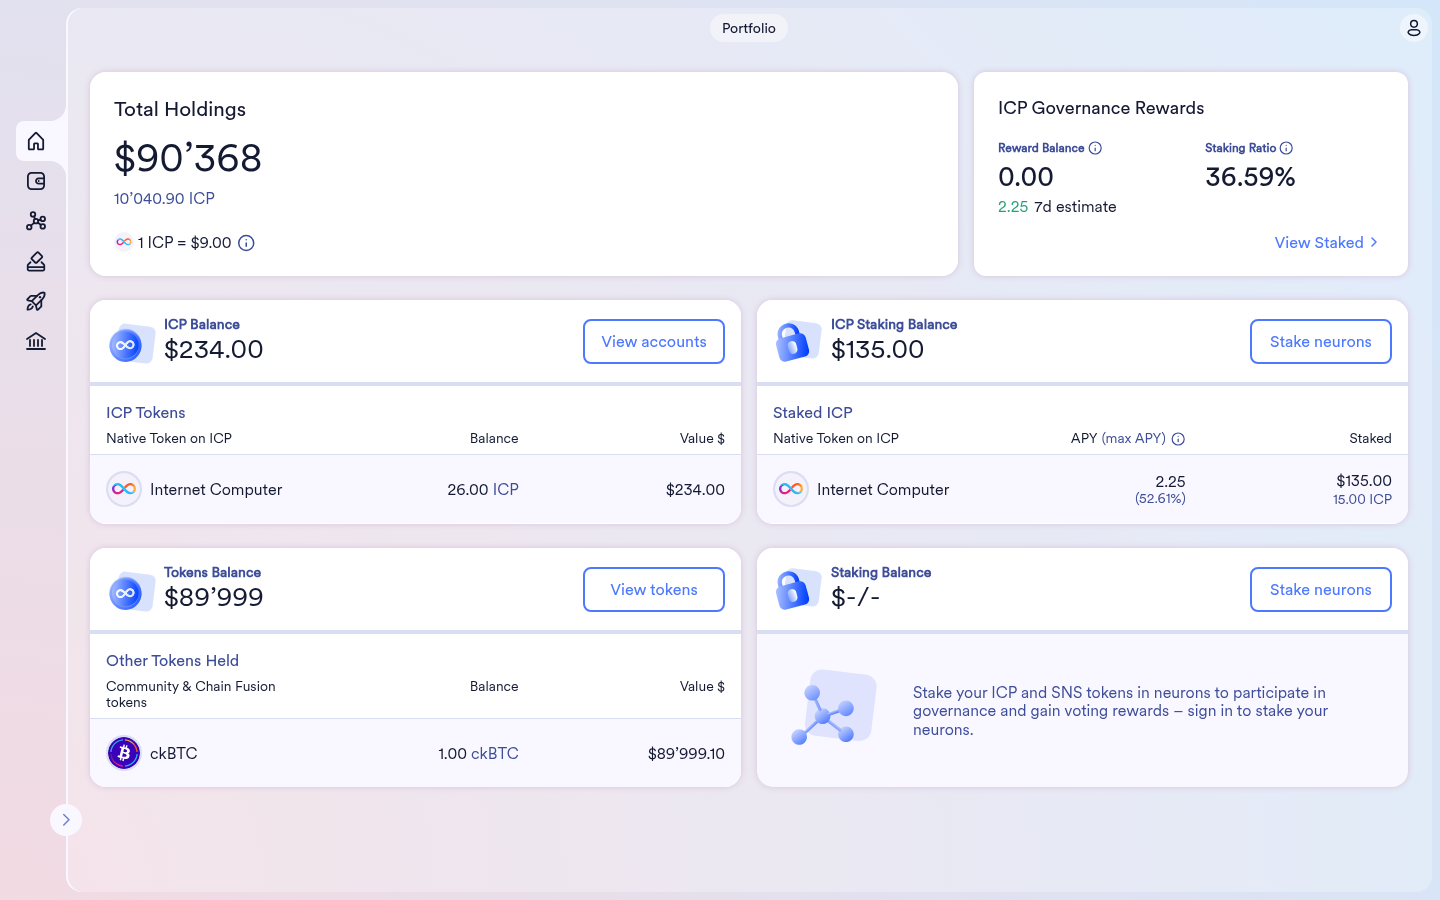 Portfolio
Total Holdings
$90’368
10’040.90 ICP
1 ICP = $9.00
ICP Governance Rewards
Reward Balance
Staking Ratio
0.00
36.59%
2.25 7d estimate
View Staked
ICP Balance
$234.00
View accounts
ICP Tokens
Native Token on ICP Balance Value $
Internet Computer 26.00 ICP $234.00
ICP Staking Balance
$135.00
Stake neurons
Staked ICP
Native Token on ICP APY (max APY) Staked
Internet Computer 2.25 $135.00
(52.61%) 15.00 ICP
Tokens Balance
$89’999
View tokens
Other Tokens Held
Community & Chain Fusion Balance Value $
tokens
ckBTC 1.00 ckBTC $89’999.10
Staking Balance
$-/-
Stake neurons
Stake your ICP and SNS tokens in neurons to participate in
governance and gain voting rewards – sign in to stake your
neurons.